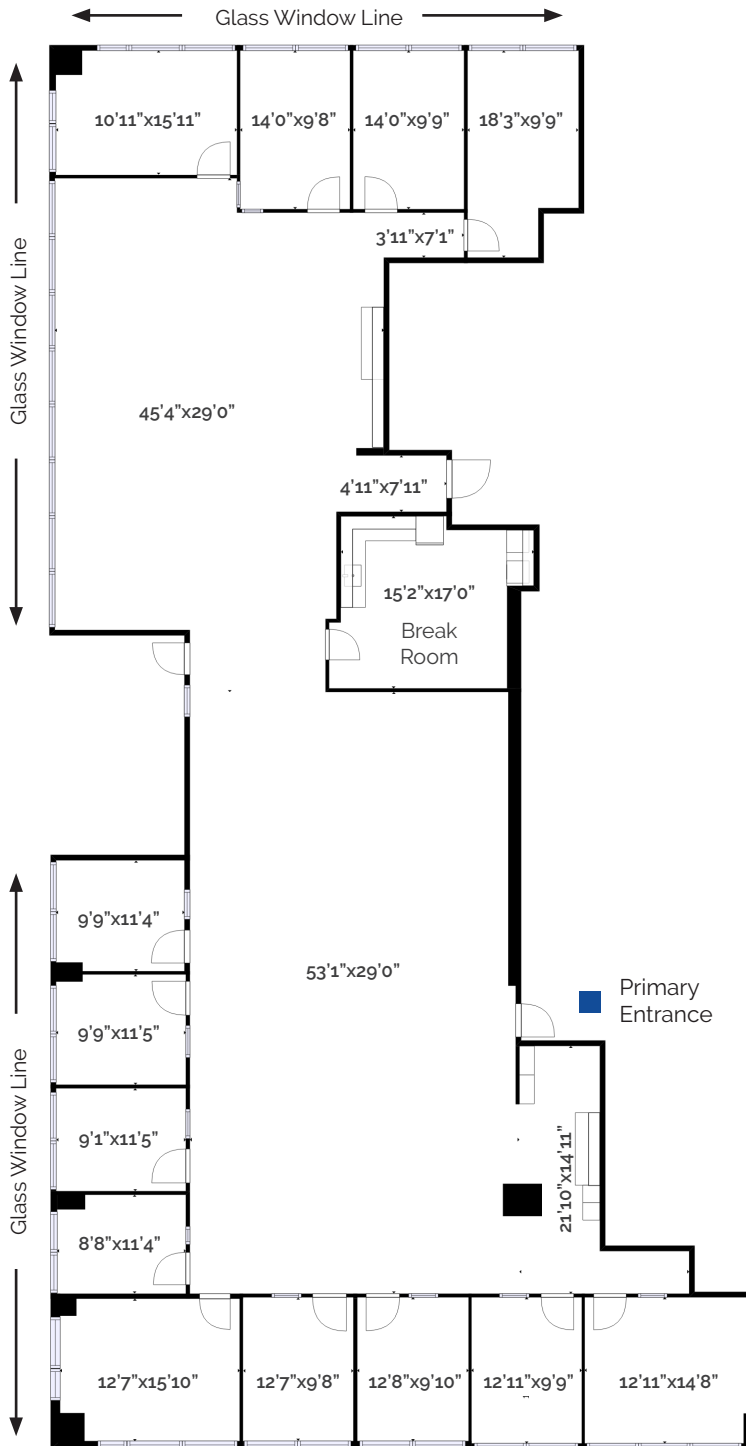 Glass Window Line
10'11"x15'11"
14'0"x9'8"
14'0"x9'9"
18'3"x9'9"
3'11"x7'1"
Glass Window Line
45'4"x29'0"
4'11"x7'11"
15'2"x17'0"
Break
Room
9'9"x11'4"
53'1"x29'0"
Primary
Entrance
9'9"x11'5"
Glass Window Line
9'1"x11'5"
21'10"x14'11"
8'8"x11'4"
12'7"x15'10"
12'7"x9'8"
12'8"x9'10"
12'11"x9'9"
12'11"x14'8"